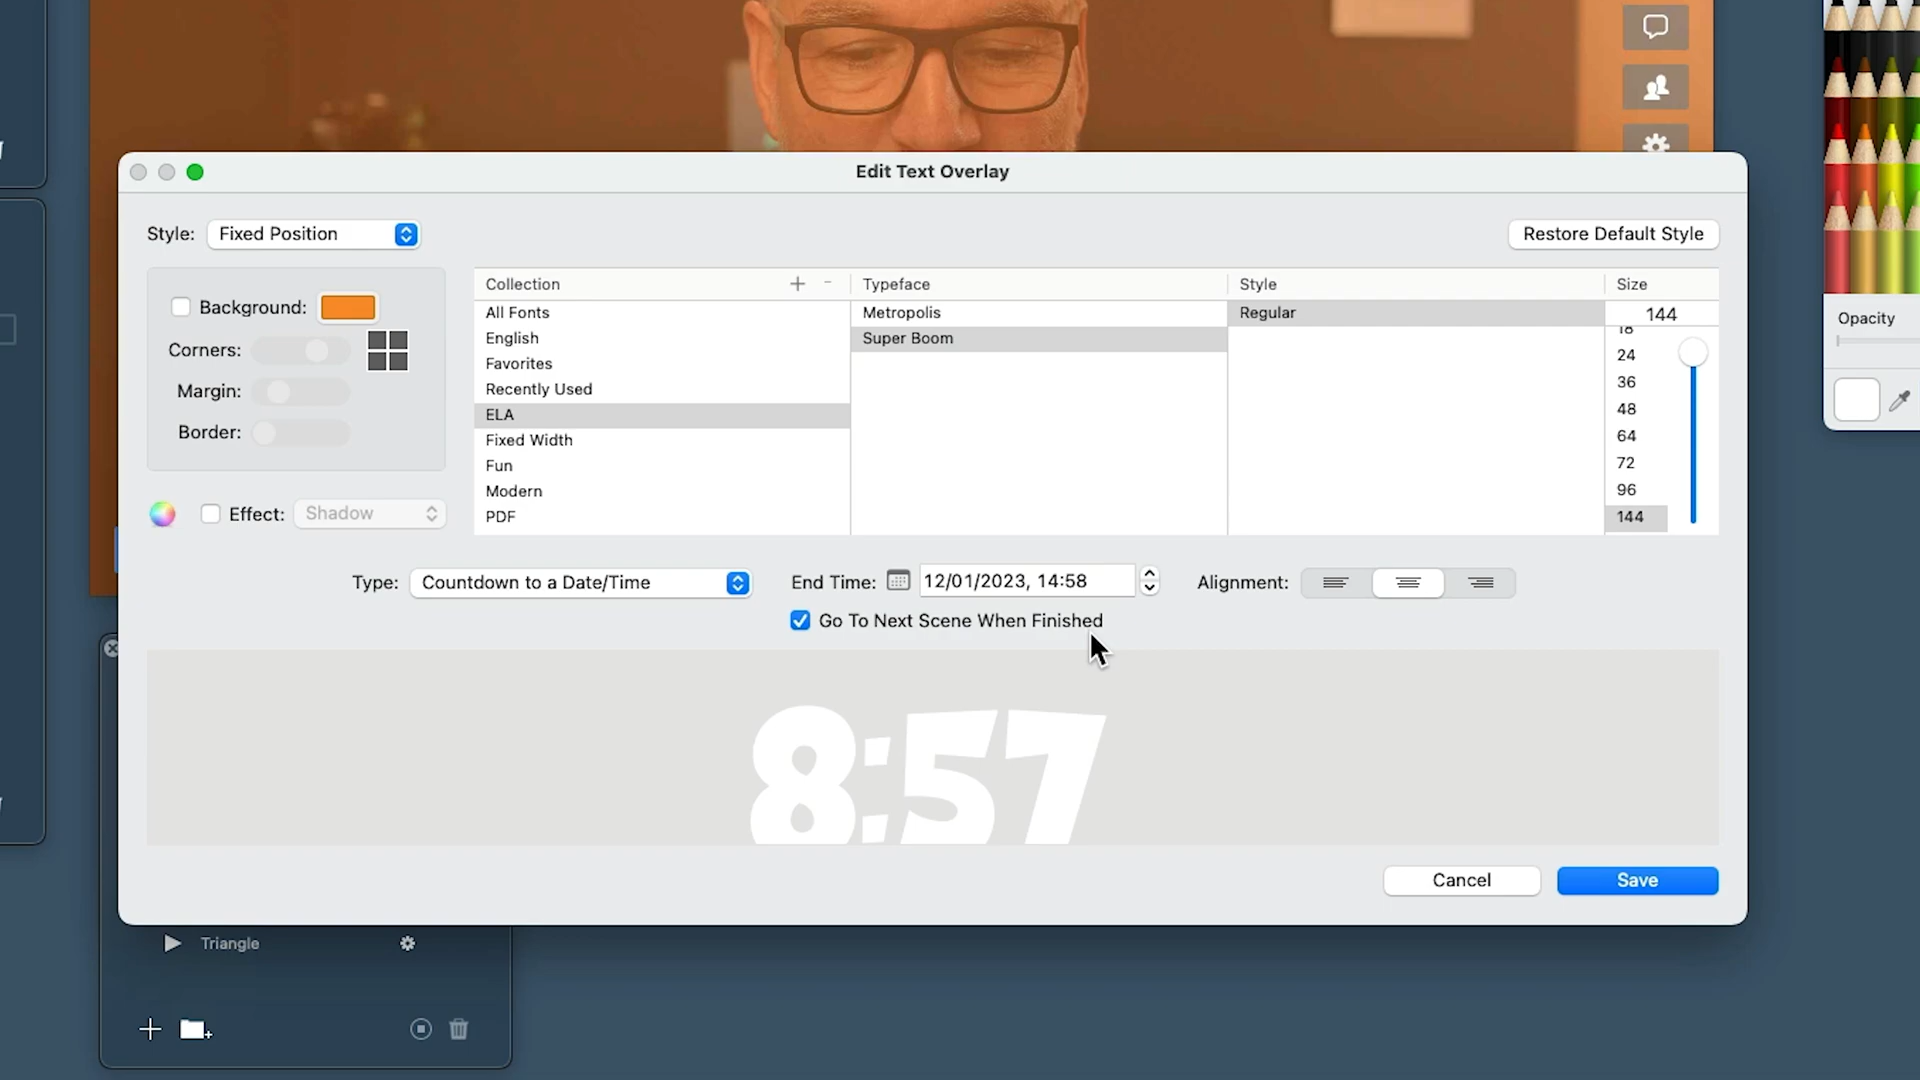 Edit Text Overlay
Style: Fixed Position
Restore Default Style
Background:
Corners:
Margin:
Border:
Effect: Shadow
Collection + - Typeface Style Size
All Fonts Metropolis Regular 144
English Super Boom 18
Favorites 24
Recently Used 36
ELA 48
Fixed Width 64
Fun 72
Modern 96
PDF 144
Type: Countdown to a Date/Time End Time: 12/01/2023, 14:58 Alignment:
Go To Next Scene When Finished
8:57
Cancel Save
Triangle
Opacity